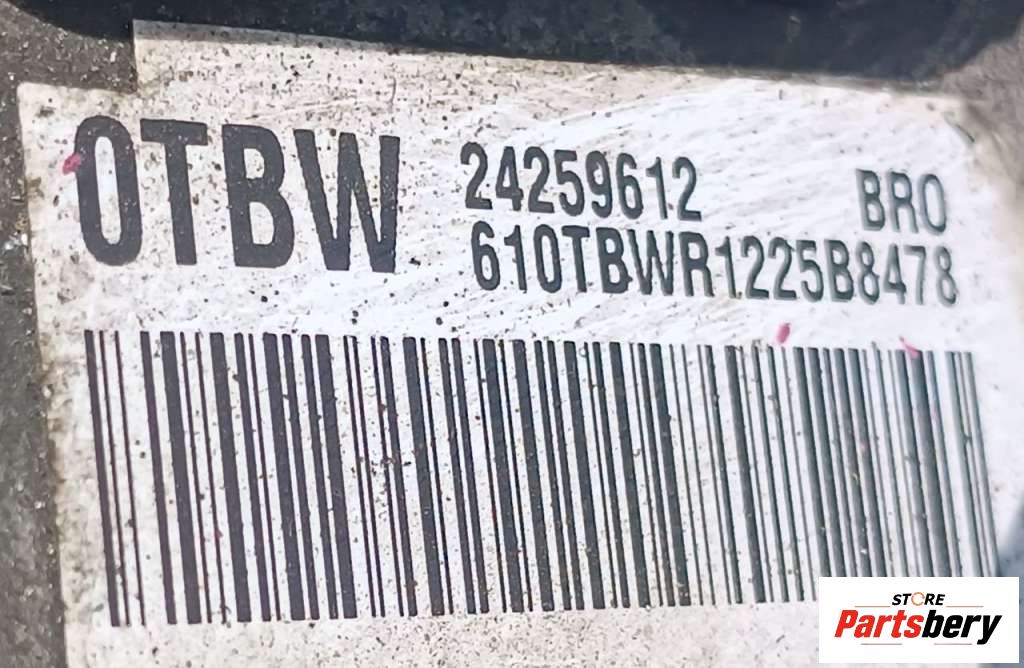 0TBW
24259612 BRO
610TBWR1225B8478
STORE
Partsbery